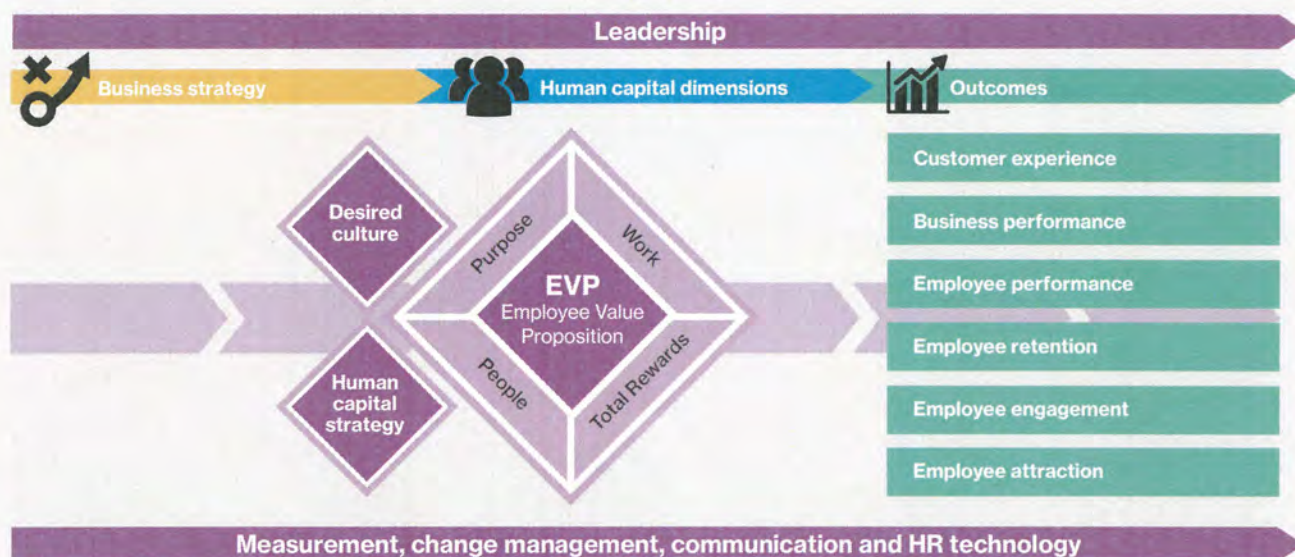 Leadership
Business strategy
Human capital dimensions
Outcomes
Desired
culture
Human
capital
strategy
Purpose
Work
EVP
Employee Value
Proposition
People
Total Rewards
Customer experience
Business performance
Employee performance
Employee retention
Employee engagement
Employee attraction
Measurement, change management, communication and HR technology